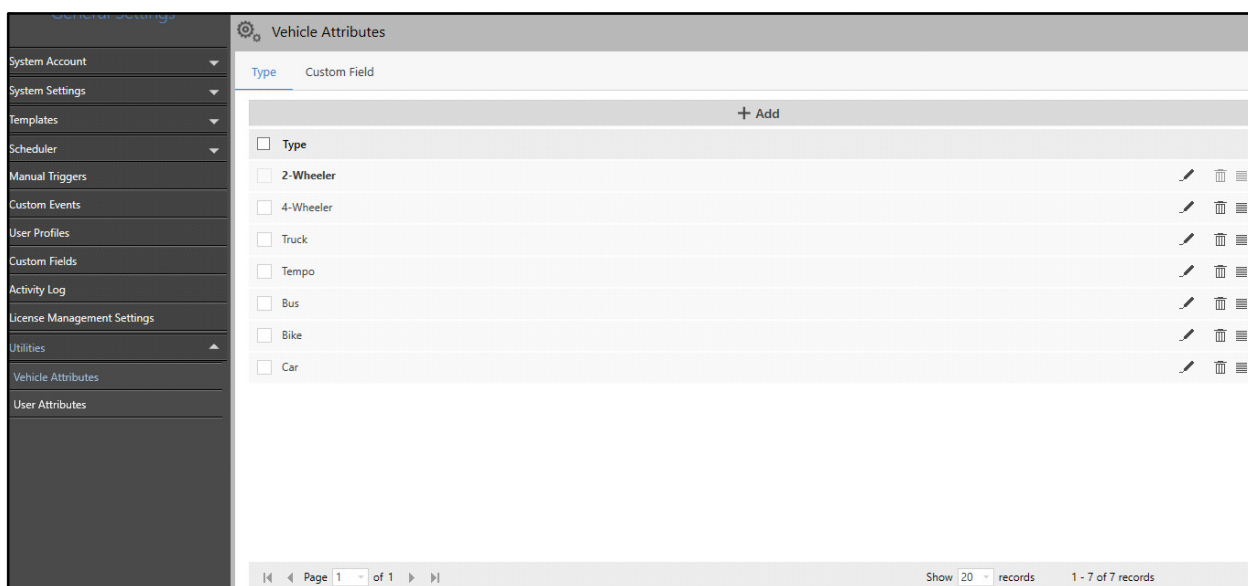 General Settings
Vehicle Attributes
System Account
System Settings
Templates
Scheduler
Manual Triggers
Custom Events
User Profiles
Custom Fields
Activity Log
License Management Settings
Utilities
Vehicle Attributes
User Attributes
Type Custom Field
+ Add
Type
2-Wheeler
4-Wheeler
Truck
Tempo
Bus
Bike
Car
Page 1 of 1 Show 20 records 1 - 7 of 7 records